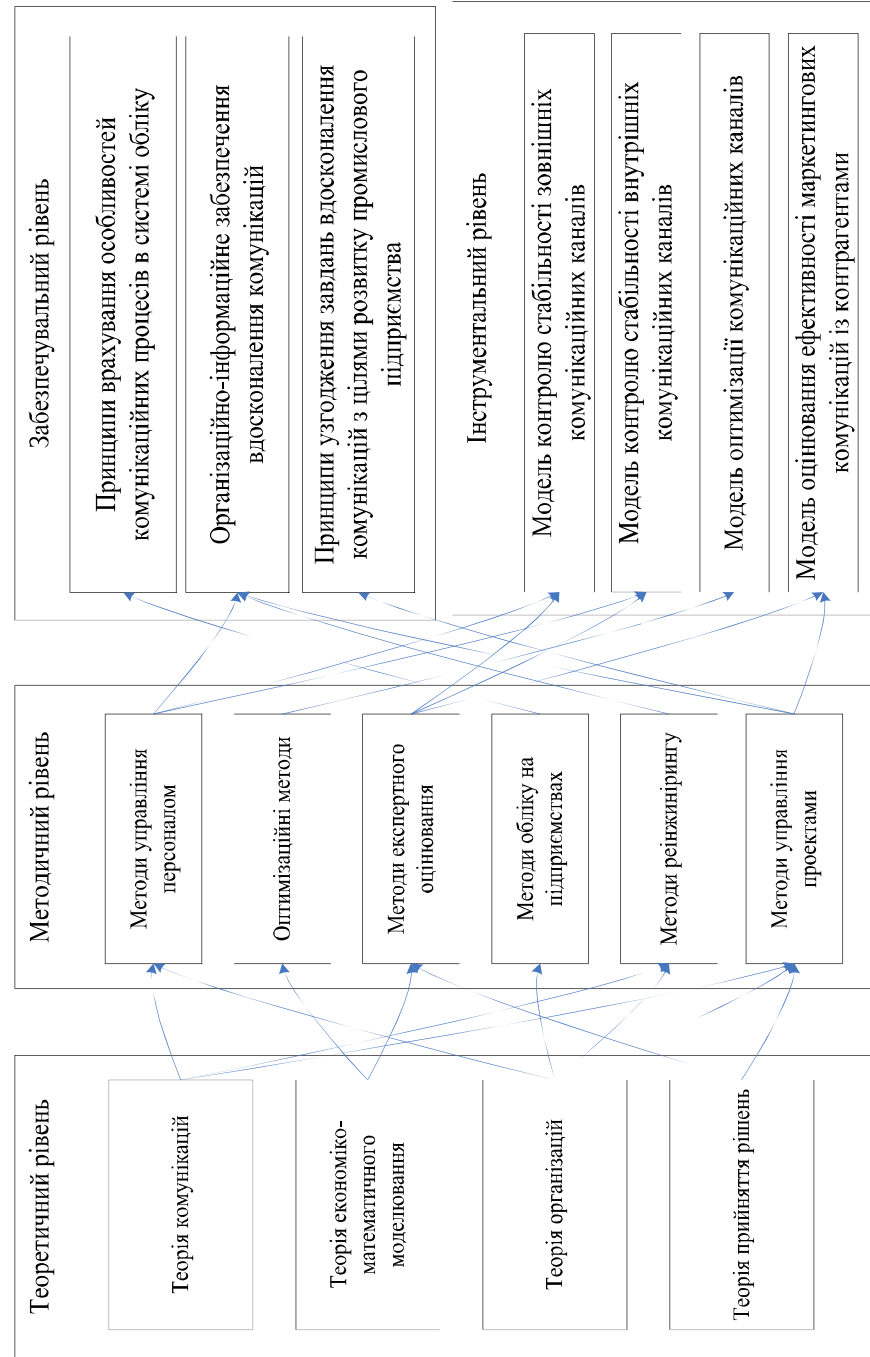 Теоретичний рівень
Теорія комунікацій
Теорія економіко-
математичного
моделювання
Теорія організацій
Теорія прийняття рішень
Методичний рівень
Методи управління
персоналом
Оптимізаційні методи
Методи експертного
оцінювання
Методи обліку на
підприємствах
Методи реінжинірингу
Методи управління
проектами
Забезпечувальний рівень
Принципи врахування особливостей
комунікаційних процесів в системі обліку
Організаційно-інформаційне забезпечення
вдосконалення комунікацій
Принципи узгодження завдань вдосконалення
комунікацій з цілями розвитку промислового
підприємства
Інструментальний рівень
Модель контролю стабільності зовнішніх
комунікаційних каналів
Модель контролю стабільності внутрішніх
комунікаційних каналів
Модель оптимізації комунікаційних каналів
Модель оцінювання ефективності маркетингових
комунікацій із контрагентами